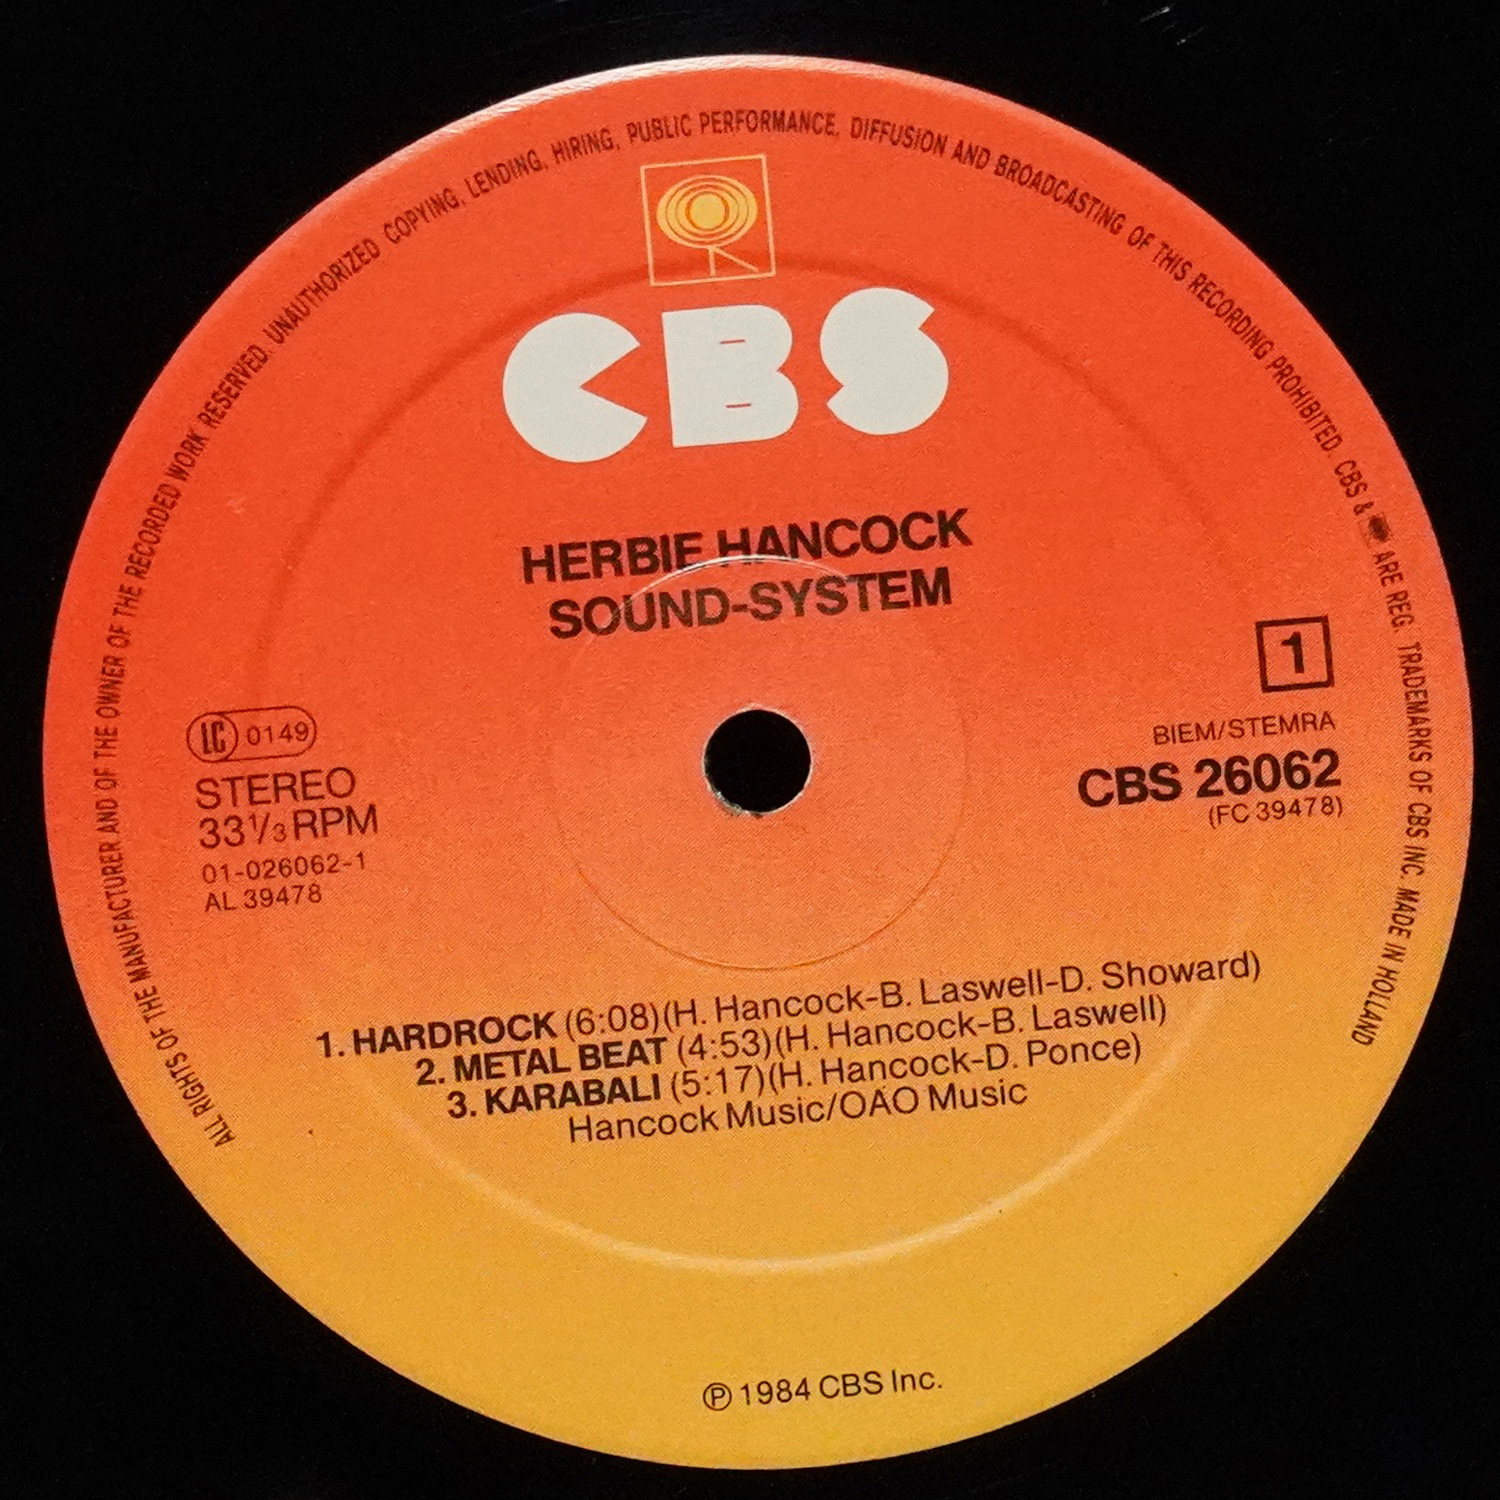 ALL RIGHTS OF THE MANUFACTURER AND OF THE OWNER OF THE RECORDED WORK RESERVED. UNAUTHORIZED COPYING, LENDING, HIRING, PUBLIC PERFORMANCE, DIFFUSION AND BROADCASTING OF THIS RECORDING PROHIBITED. CBS & ARE REG. TRADEMARKS OF CBS INC. MADE IN HOLLAND
CBS
HERBIE HANCOCK
SOUND-SYSTEM
1
LC 0149
STEREO
33 1/3 RPM
01-026062-1
AL 39478
BIEM/STEMRA
CBS 26062
(FC 39478)
1. HARDROCK (6:08)(H. Hancock-B. Laswell-D. Showard)
2. METAL BEAT (4:53)(H. Hancock-B. Laswell)
3. KARABALI (5:17)(H. Hancock-D. Ponce)
Hancock Music/OAO Music
℗ 1984 CBS Inc.